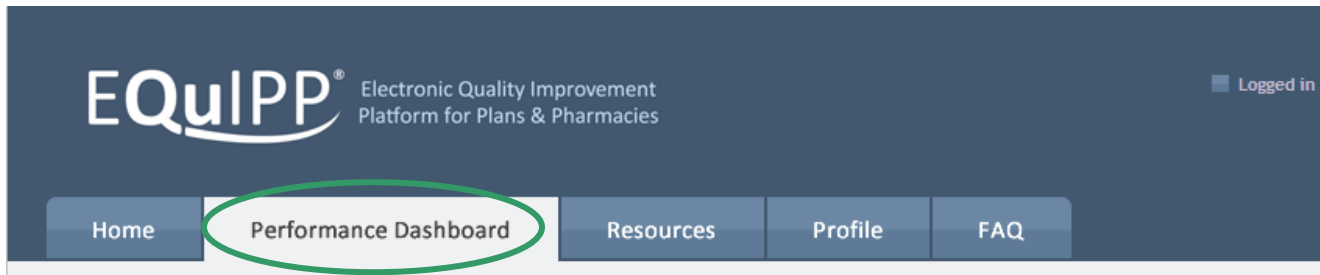 EQuIPP®
Electronic Quality Improvement
Platform for Plans & Pharmacies
Logged in
Home
Performance Dashboard
Resources
Profile
FAQ